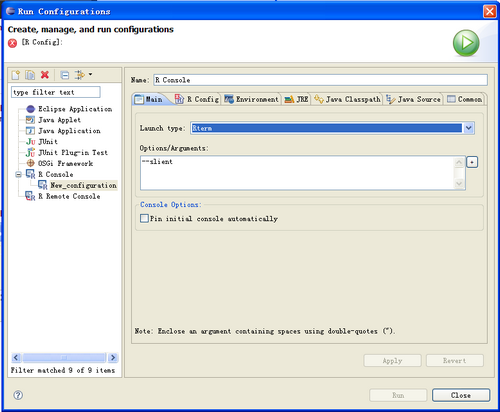 Run Configurations
Create, manage, and run configurations
[R Config]:
type filter text
Eclipse Application
Java Applet
Java Application
JUnit
JUnit Plug-in Test
OSGi Framework
R Console
New_configuration
R Remote Console
Filter matched 9 of 9 items
Name: R Console
Main R Config Environment JRE Java Classpath Java Source Common
Launch type: Rterm
Options/Arguments:
--slient
Console Options:
Pin initial console automatically
Note: Enclose an argument containing spaces using double-quotes (").
Apply Revert
? Run Close